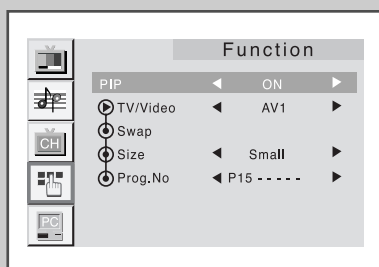 Function
PIP ◀ ON ▶
TV/Video ◀ AV1 ▶
Swap
CH
Size ◀ Small ▶
Prog.No ◀ P15 - - - - - ▶
PC